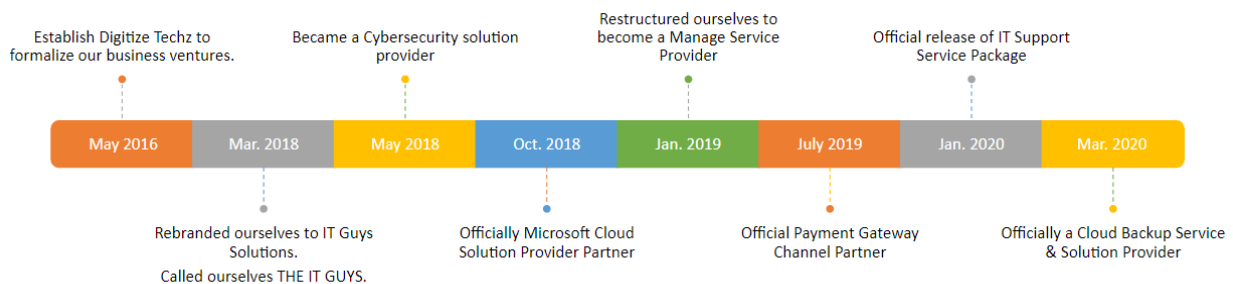 Establish Digitize Techz to
formalize our business ventures.
Became a Cybersecurity solution
provider
Restructured ourselves to
become a Manage Service
Provider
Official release of IT Support
Service Package
May 2016
Mar. 2018
May 2018
Oct. 2018
Jan. 2019
July 2019
Jan. 2020
Mar. 2020
Rebranded ourselves to IT Guys
Solutions.
Called ourselves THE IT GUYS.
Officially Microsoft Cloud
Solution Provider Partner
Official Payment Gateway
Channel Partner
Officially a Cloud Backup Service
& Solution Provider